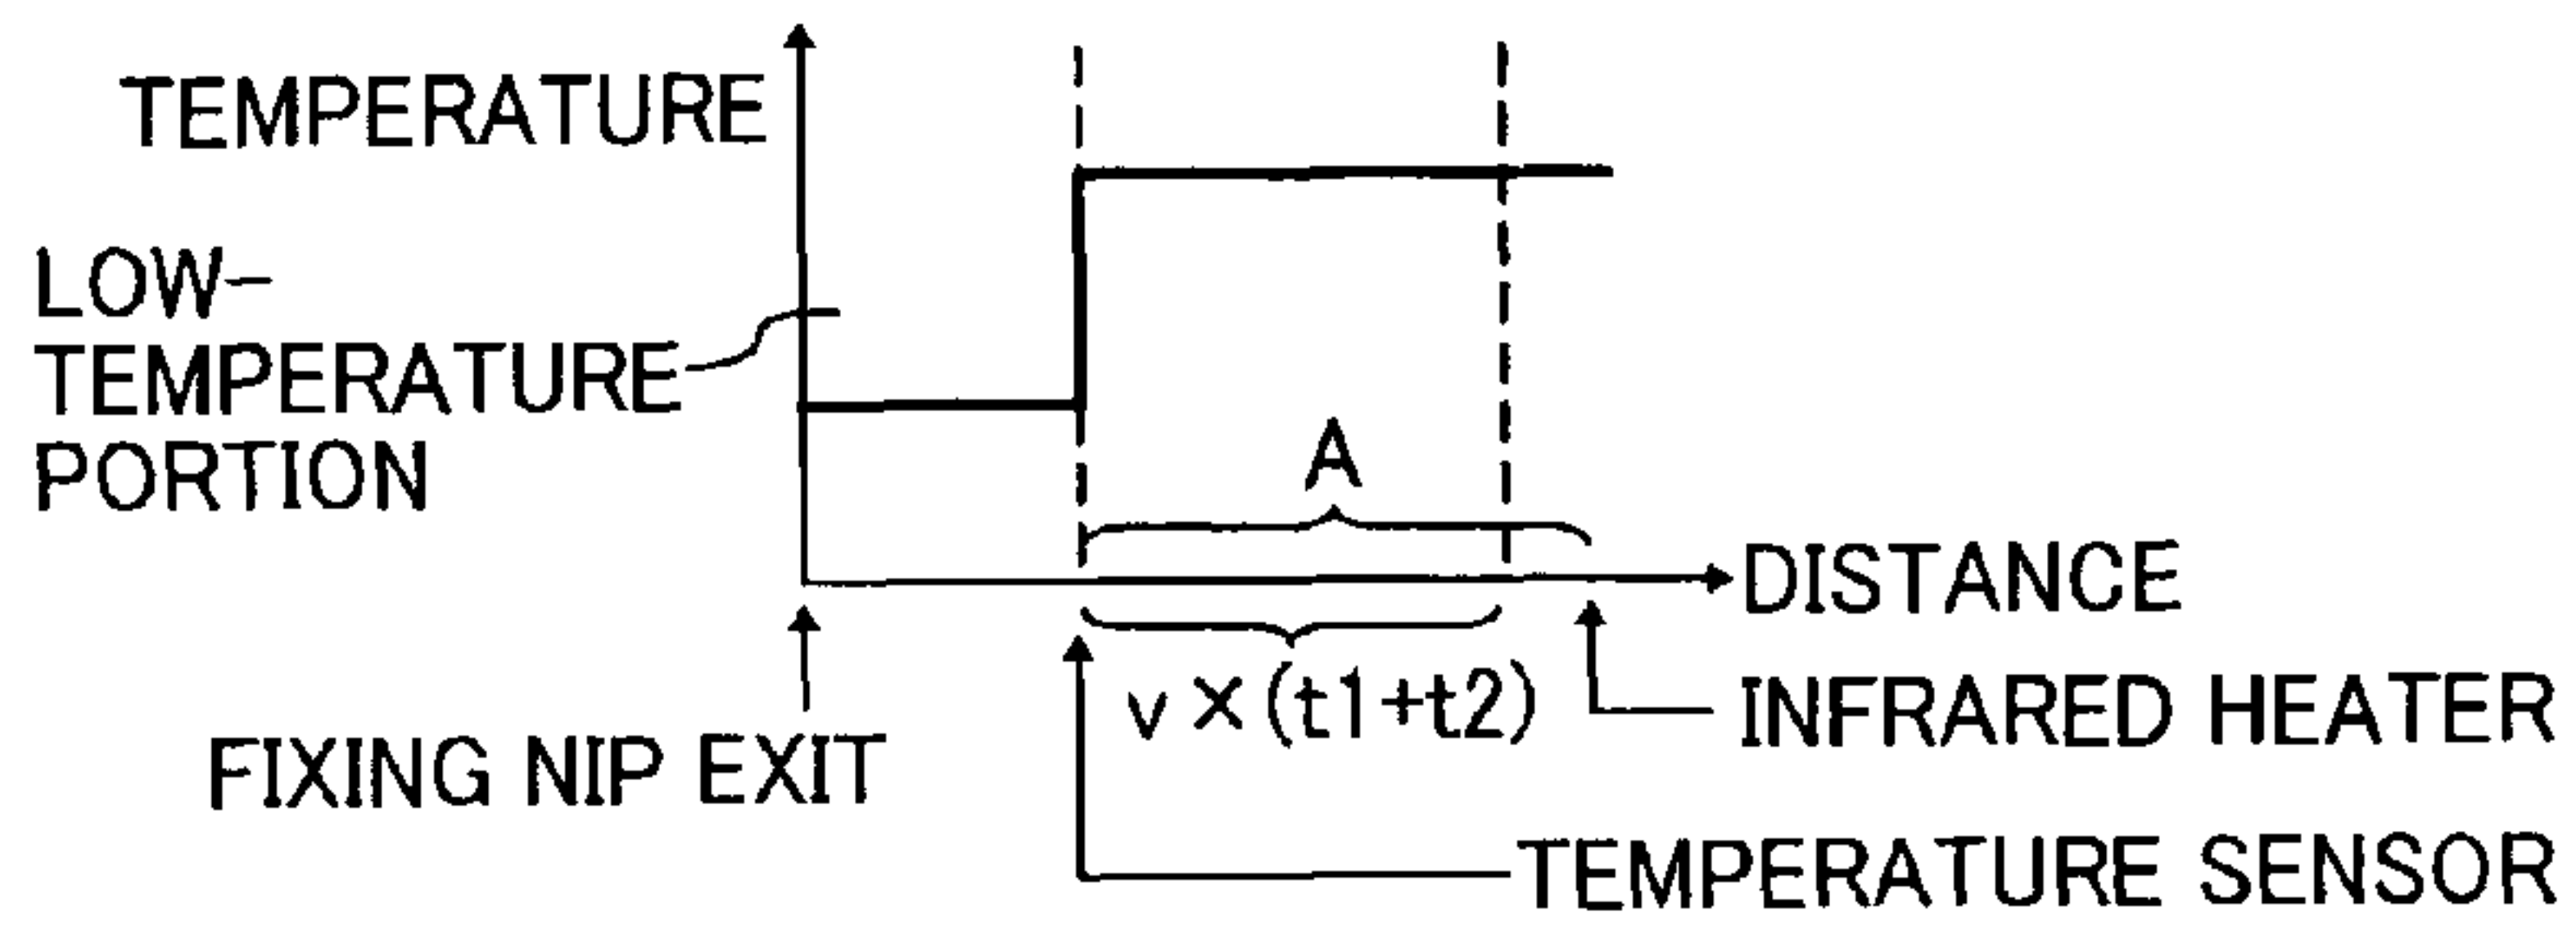 TEMPERATURE
LOW-
TEMPERATURE
PORTION
A
DISTANCE
v×(t1+t2)
INFRARED HEATER
FIXING NIP EXIT
TEMPERATURE SENSOR